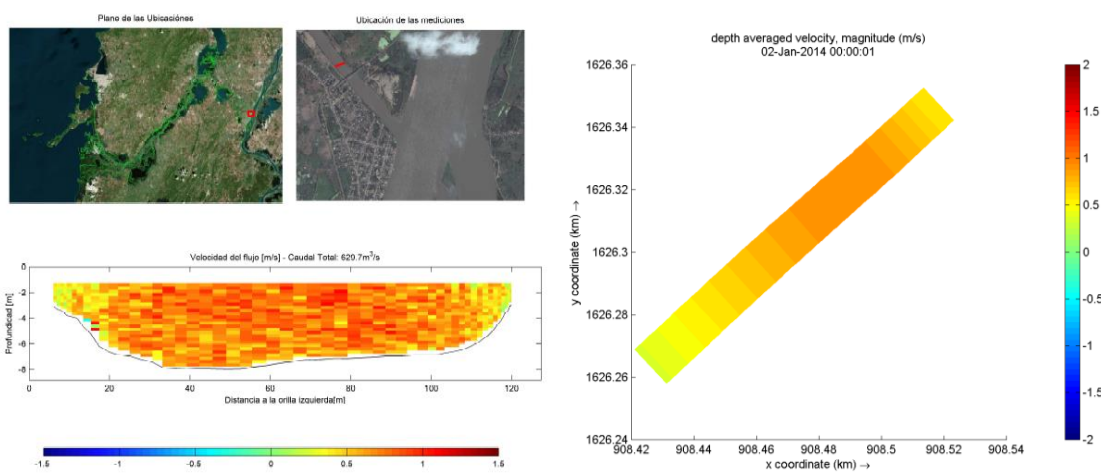 Plano de las Ubicaciónes
Ubicación de las mediciones
Velocidad del flujo [m/s] - Caudal Total: 629.7m³/s
Profundicad [m]
0
-2
-4
-6
-8
0 20 40 60 80 100 120
Distancia a la orilla izquierda[m]
-1.5 -1 -0.5 0 0.5 1 1.5
depth averaged velocity, magnitude (m/s)
02-Jan-2014 00:00:01
y coordinate (km) →
1626.36
1626.34
1626.32
1626.3
1626.28
1626.26
1626.24
908.42 908.44 908.46 908.48 908.5 908.52 908.54
x coordinate (km) →
2
1.5
1
0.5
0
-0.5
-1
-1.5
-2